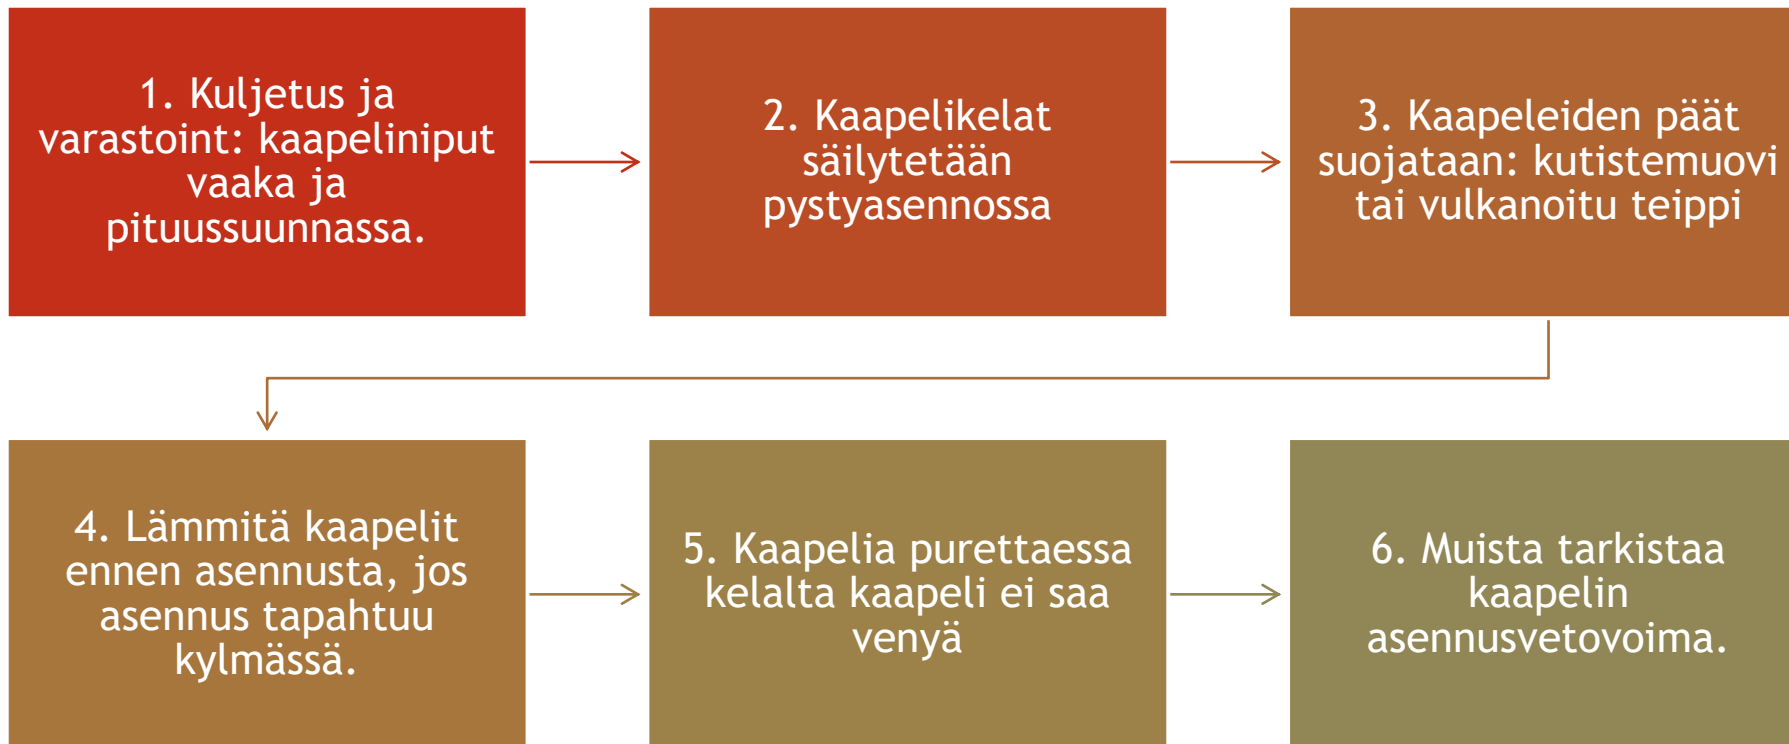 1. Kuljetus ja
varastoint: kaapeliniput
vaaka ja
pituussuunnassa.
2. Kaapelikelat
säilytetään
pystyasennossa
3. Kaapeleiden päät
suojataan: kutistemuovi
tai vulkanoitu teippi
4. Lämmitä kaapelit
ennen asennusta, jos
asennus tapahtuu
kylmässä.
5. Kaapelia purettaessa
kelalta kaapeli ei saa
venyä
6. Muista tarkistaa
kaapelin
asennusvetovoima.